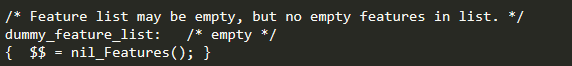 /* Feature list may be empty, but no empty features in list. */
dummy_feature_list:   /* empty */
{  $$ = nil_Features(); }